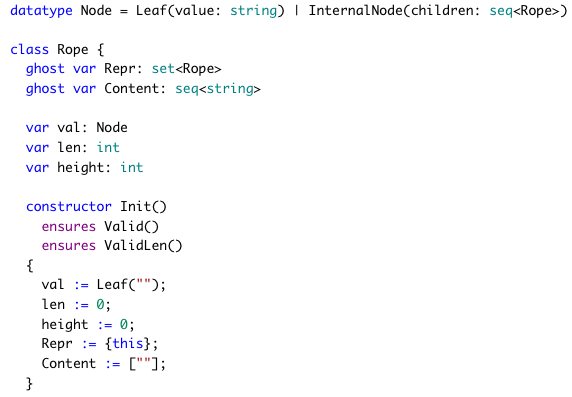 datatype Node = Leaf(value: string) | InternalNode(children: seq<Rope>)

class Rope {
  ghost var Repr: set<Rope>
  ghost var Content: seq<string>

  var val: Node
  var len: int
  var height: int

  constructor Init()
    ensures Valid()
    ensures ValidLen()
  {
    val := Leaf("");
    len := 0;
    height := 0;
    Repr := {this};
    Content := [""];
  }